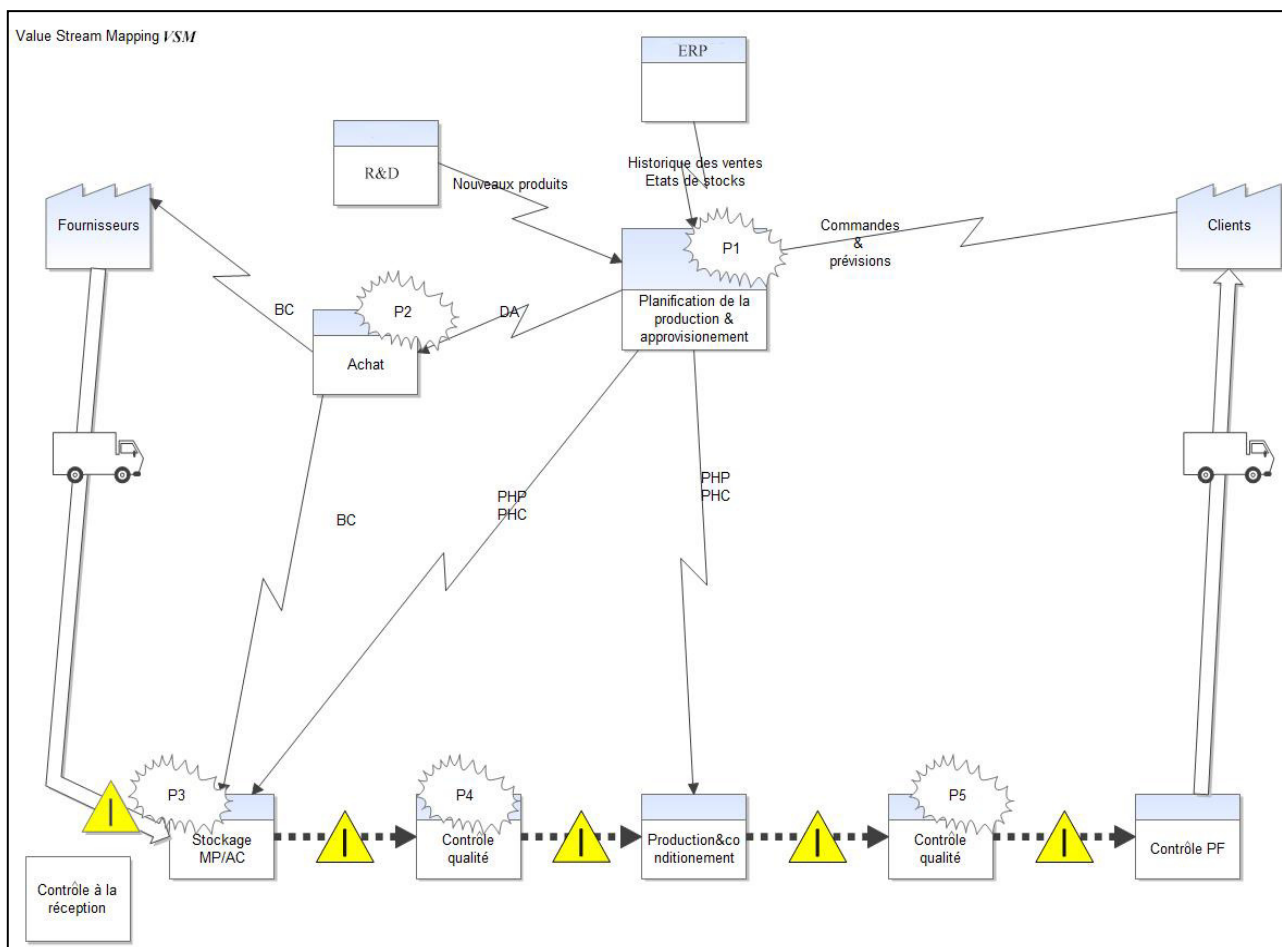 Value Stream Mapping VSM
ERP
R&D
Nouveaux produits
Historique des ventes
Etats de stocks
Fournisseurs
P1
Commandes
&
prévisions
Clients
BC
P2
DA
Planification de la
production &
approvisionement
Achat
BC
PHP
PHC
PHP
PHC
P3
P4
P5
Stockage
MP/AC
Contrôle
qualité
Production&co
nditionement
Contrôle
qualité
Contrôle PF
Contrôle à la
réception